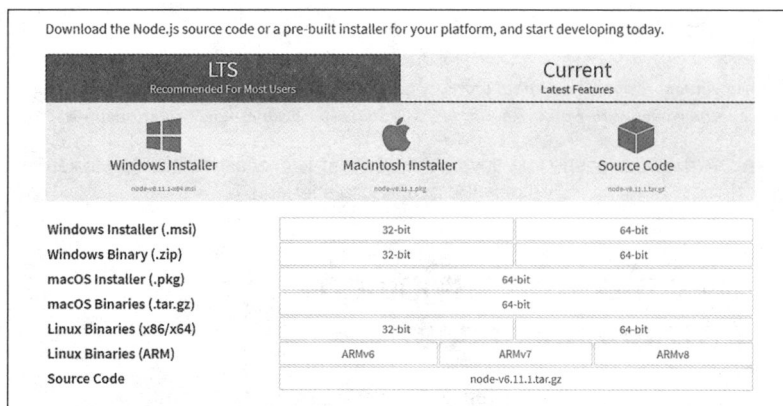 Download the Node.js source code or a pre-built installer for your platform, and start developing today.
LTS
Recommended For Most Users
Current
Latest Features
Windows Installer
node-v6.11.1-x64.msi
Macintosh Installer
node-v6.11.1.pkg
Source Code
node-v6.11.1.tar.gz
Windows Installer (.msi) 32-bit 64-bit
Windows Binary (.zip) 32-bit 64-bit
macOS Installer (.pkg) 64-bit
macOS Binaries (.tar.gz) 64-bit
Linux Binaries (x86/x64) 32-bit 64-bit
Linux Binaries (ARM) ARMv6 ARMv7 ARMv8
Source Code node-v6.11.1.tar.gz